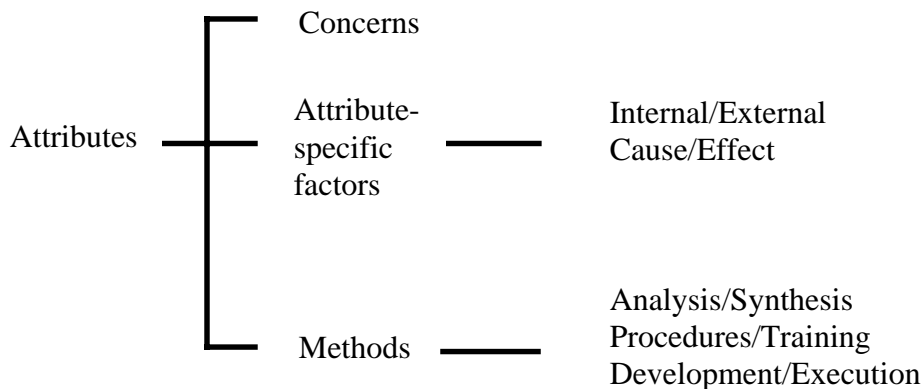 Concerns
Attributes
Attribute-
specific
factors
Internal/External
Cause/Effect
Methods
Analysis/Synthesis
Procedures/Training
Development/Execution